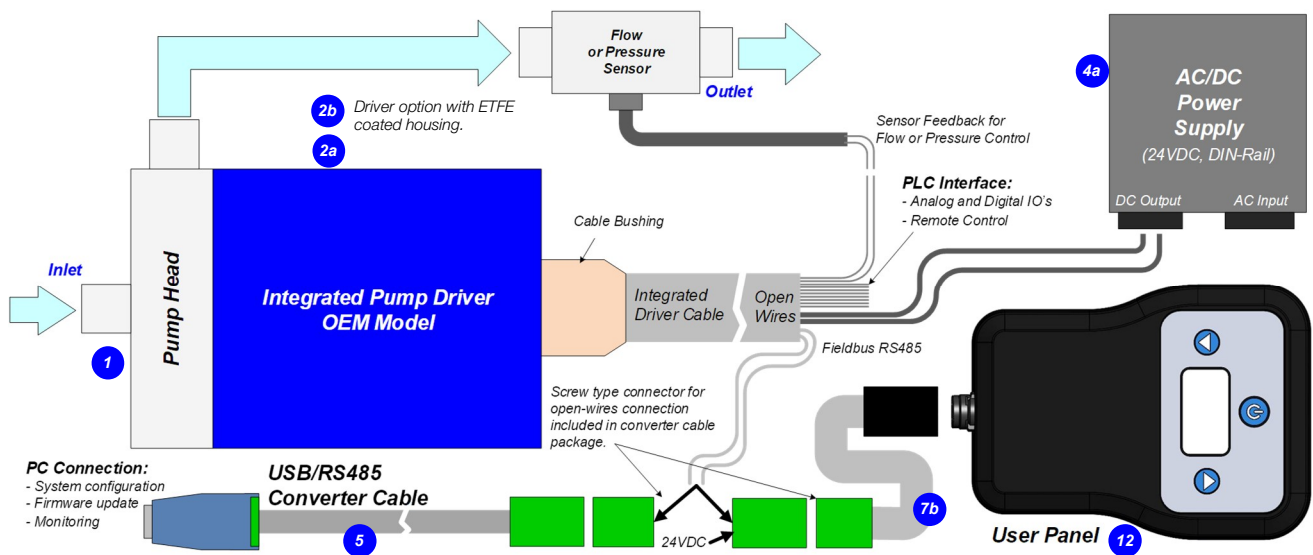 Flow
or Pressure
Sensor
Outlet
4a
AC/DC
Power
Supply
(24VDC, DIN-Rail)
DC Output
AC Input
2b
Driver option with ETFE
coated housing.
2a
Sensor Feedback for
Flow or Pressure Control
PLC Interface:
- Analog and Digital IO's
- Remote Control
Cable Bushing
Inlet
1
Pump Head
Integrated Pump Driver
OEM Model
Integrated
Driver Cable
Open
Wires
Fieldbus RS485
Screw type connector for
open-wires connection
included in converter cable
package.
PC Connection:
- System configuration
- Firmware update
- Monitoring
USB/RS485
Converter Cable
5
24VDC
7b
User Panel
12